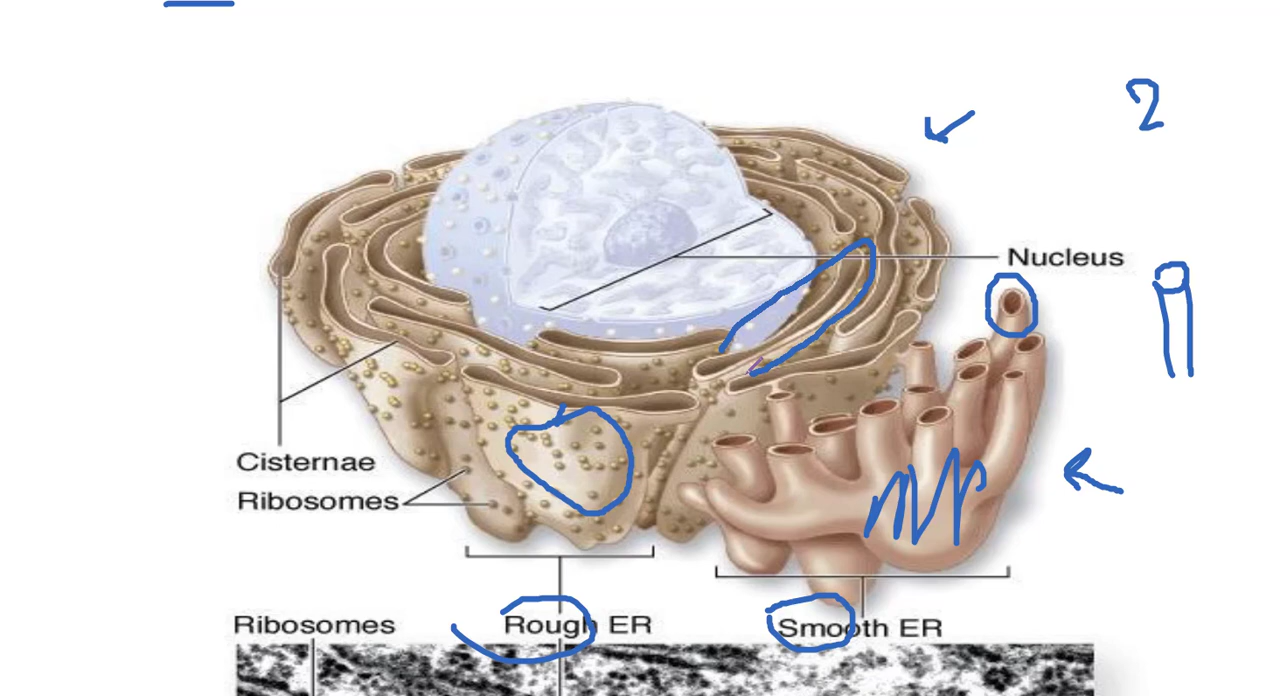 2
Nucleus
Cisternae
Ribosomes
Ribosomes
Rough ER
Smooth ER